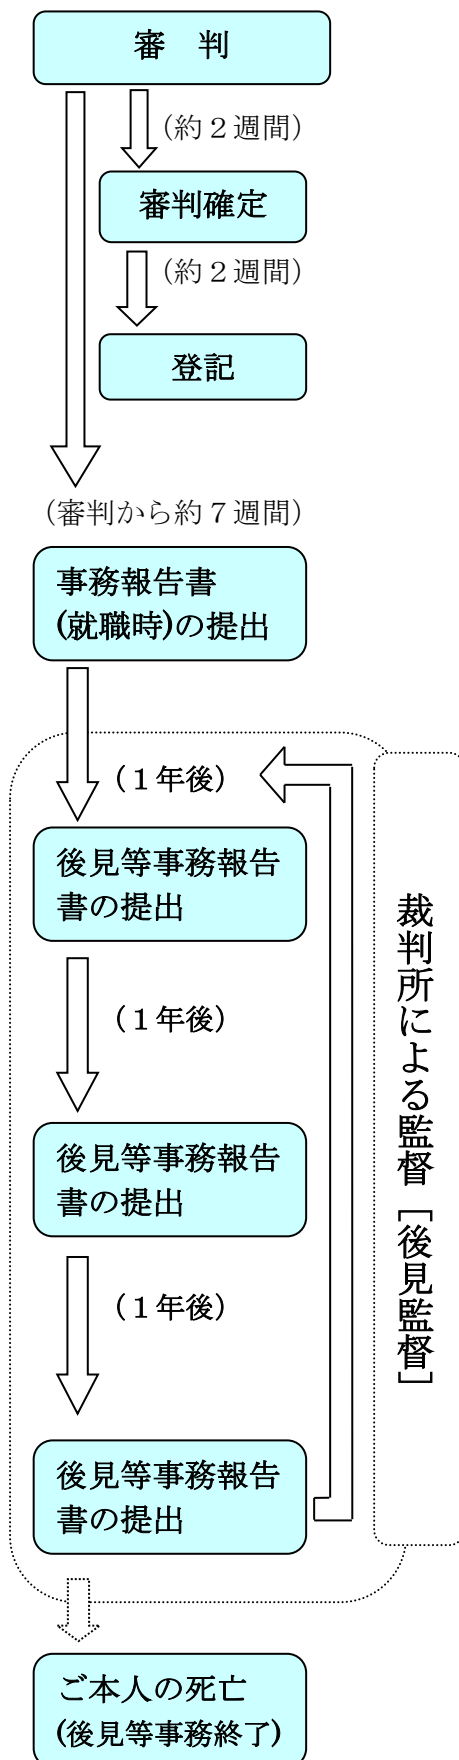 審　判
(約２週間)
審判確定
(約２週間)
登記
(審判から約７週間)
事務報告書
(就職時)の提出
(１年後)
後見等事務報告
書の提出
(１年後)
後見等事務報告
書の提出
(１年後)
後見等事務報告
書の提出
裁判所による監督［後見監督］
ご本人の死亡
(後見等事務終了)